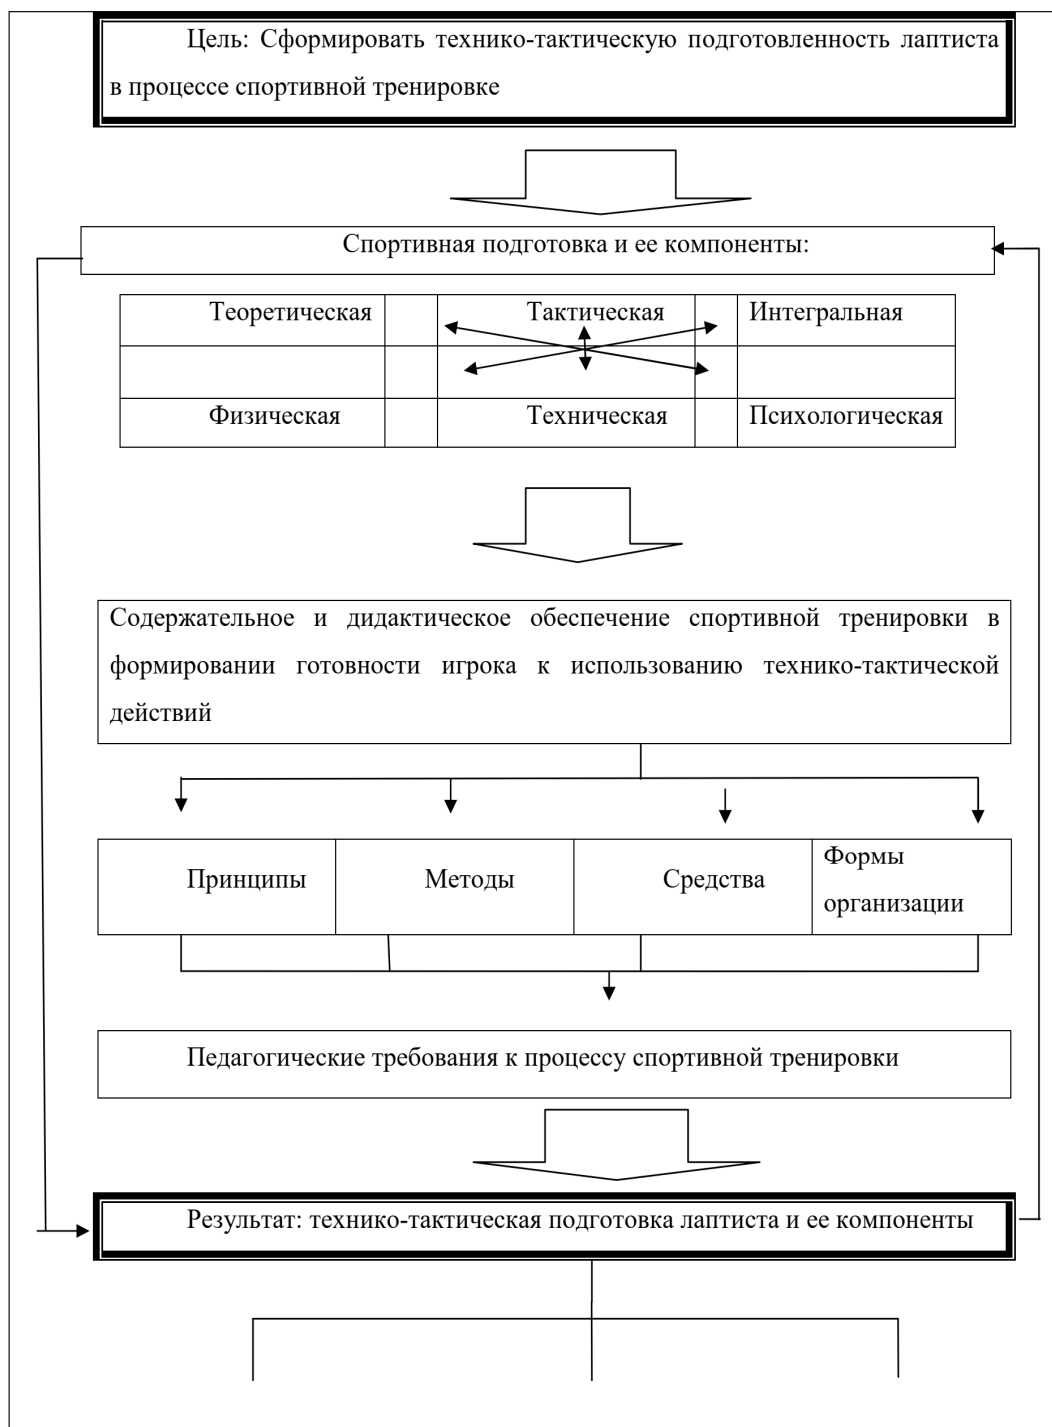 Цель: Сформировать технико-тактическую подготовленность лаптиста
в процессе спортивной тренировке
Спортивная подготовка и ее компоненты:
Теоретическая Тактическая Интегральная
Физическая Техническая Психологическая
Содержательное и дидактическое обеспечение спортивной тренировки в
формировании готовности игрока к использованию технико-тактической
действий
Принципы Методы Средства Формы
организации
Педагогические требования к процессу спортивной тренировки
Результат: технико-тактическая подготовка лаптиста и ее компоненты